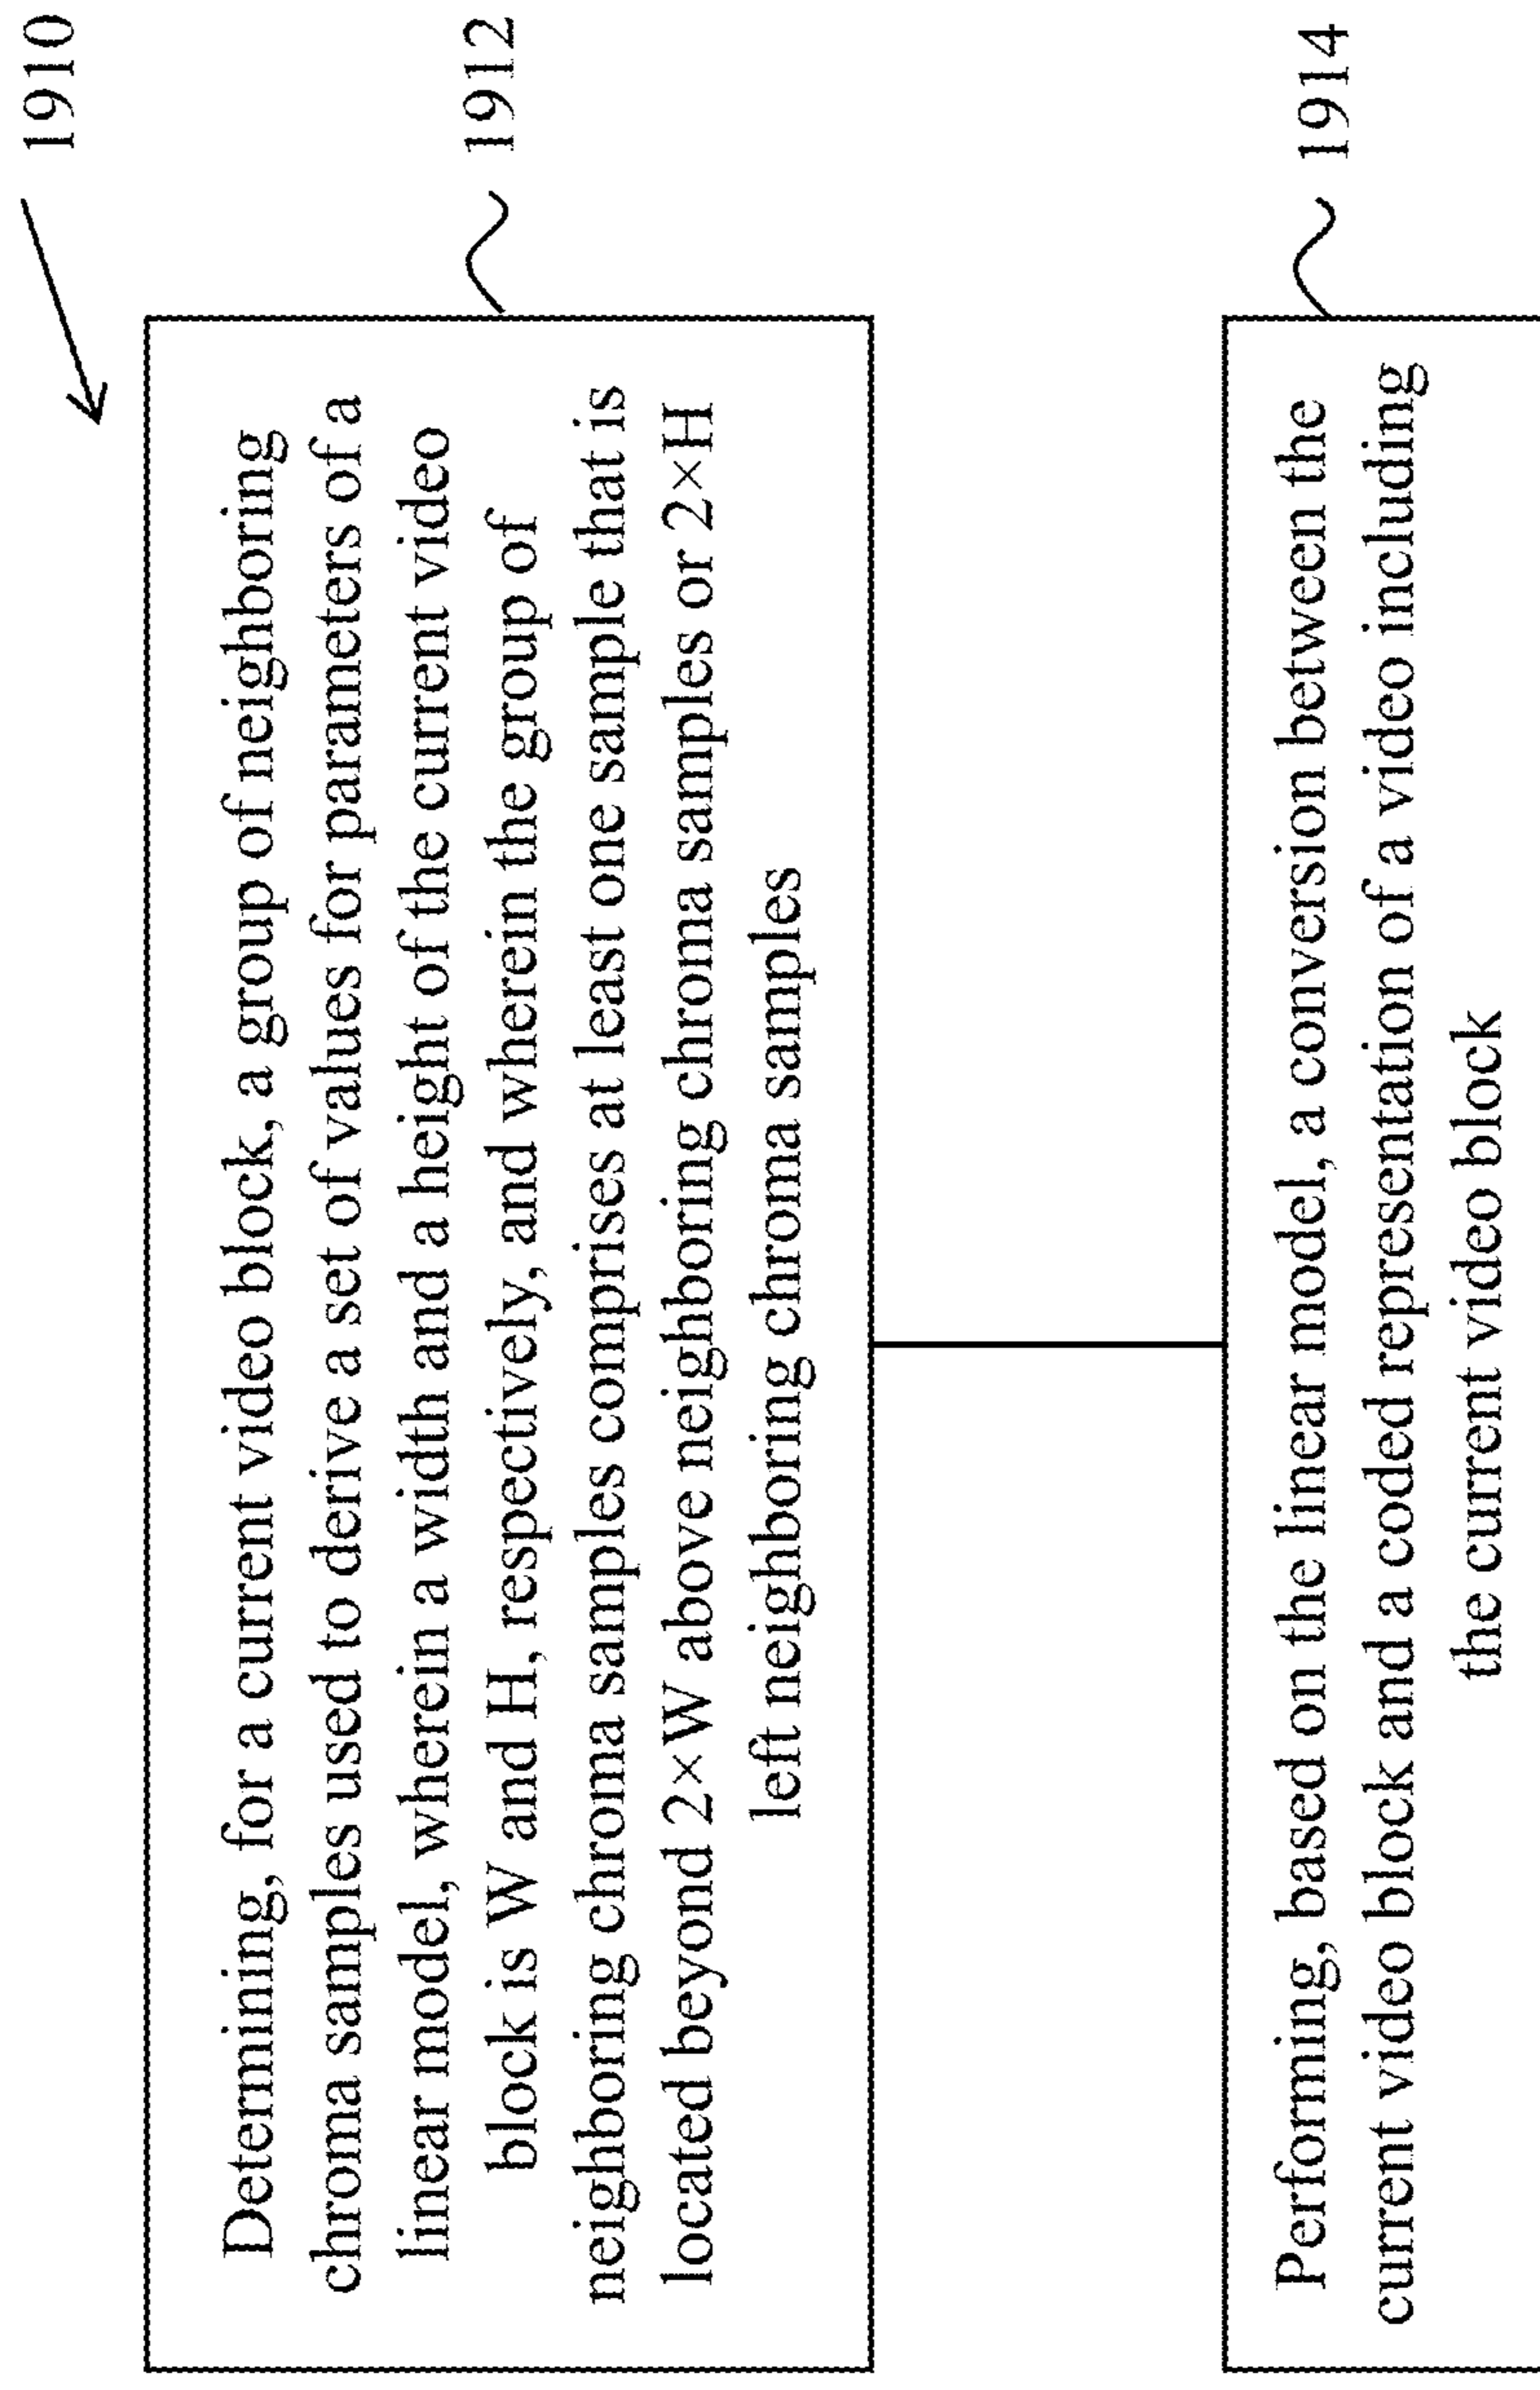 1910
Determining, for a current video block, a group of neighboring
chroma samples used to derive a set of values for parameters of a
linear model, wherein a width and a height of the current video
block is W and H, respectively, and wherein the group of
neighboring chroma samples comprises at least one sample that is
located beyond 2×W above neighboring chroma samples or 2×H
left neighboring chroma samples
1912
Performing, based on the linear model, a conversion between the
current video block and a coded representation of a video including
the current video block
1914